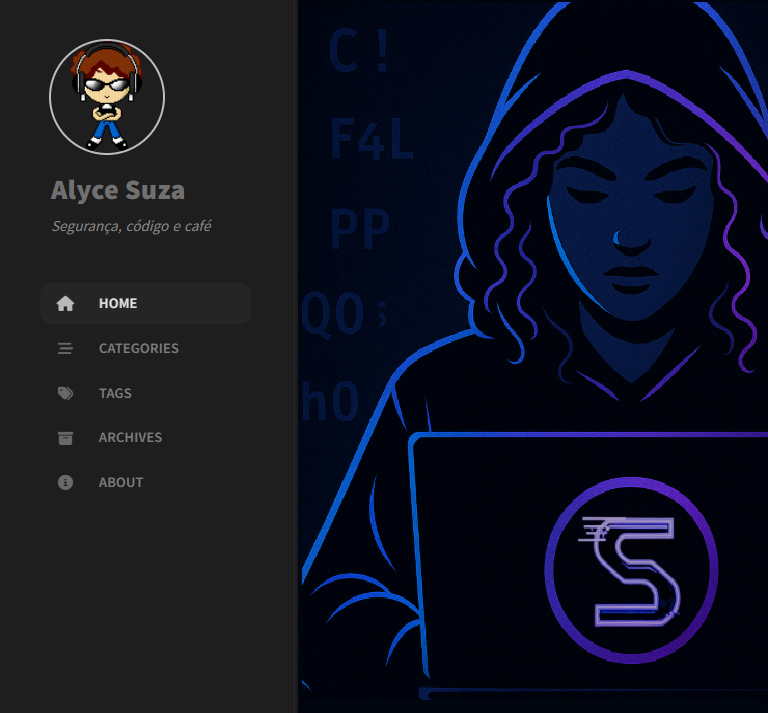 Alyce Suza
Segurança, código e café
HOME
CATEGORIES
TAGS
ARCHIVES
ABOUT
C !
F4L
PP
Q0 ;
h0
S